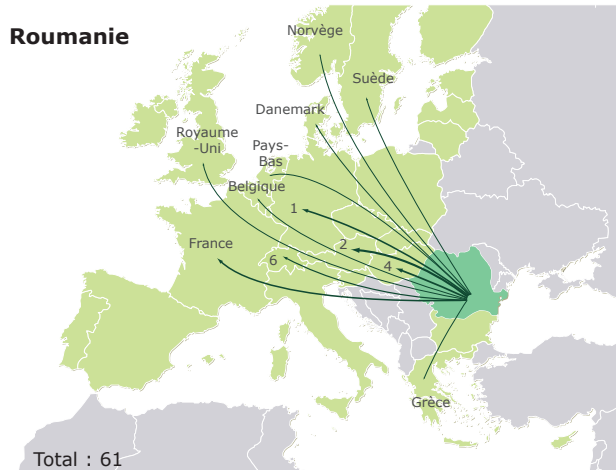 Roumanie
Norvège
Suède
Danemark
Royaume
-Uni
Pays-
Bas
Belgique
1
France
6
2
4
Grèce
Total : 61